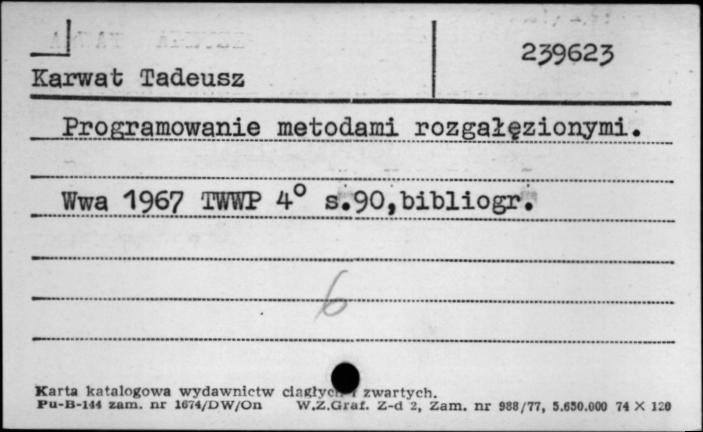 239623
Karwat Tadeusz
Programowanie metodami rozgałęzionymi.
Wwa 1967 TWWP 4° s.90,bibliogr.
6
Karta katalogowa wydawnictw ciągłych i zwartych.
Pu-B-144 zam. nr 1674/DW/On W.Z.Graf. Z-d 2, Zam. nr 988/77, 5.650.000 74 X 120